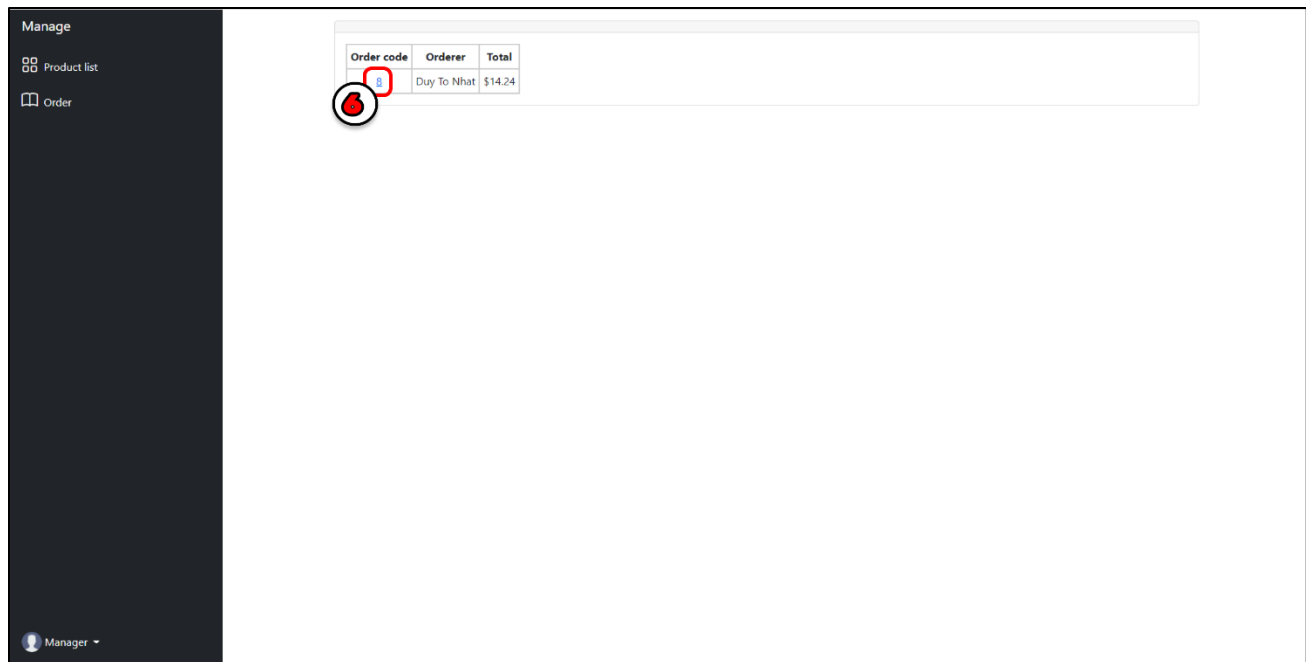 Manage
Product list
Order
Order code Orderer Total
8 Duy To Nhat $14.24
6
Manager